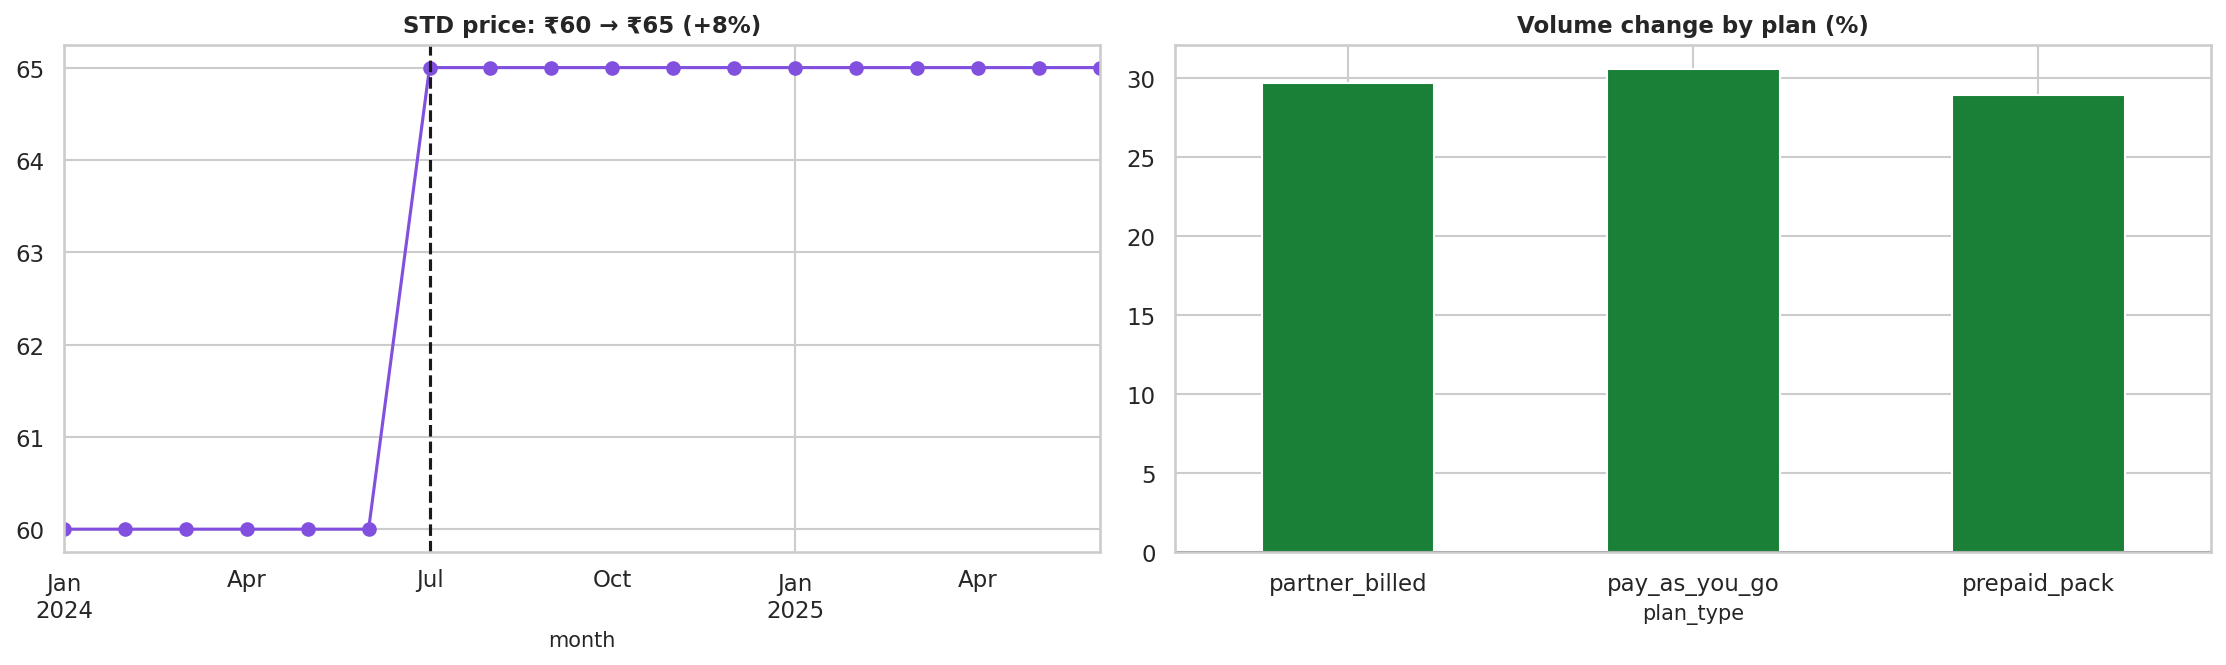 STD price: ₹60 → ₹65 (+8%)
65
64
63
62
61
60
Jan
2024
Apr
Jul
Oct
Jan
2025
Apr
month
Volume change by plan (%)
30
25
20
15
10
5
0
partner_billed
pay_as_you_go
prepaid_pack
plan_type